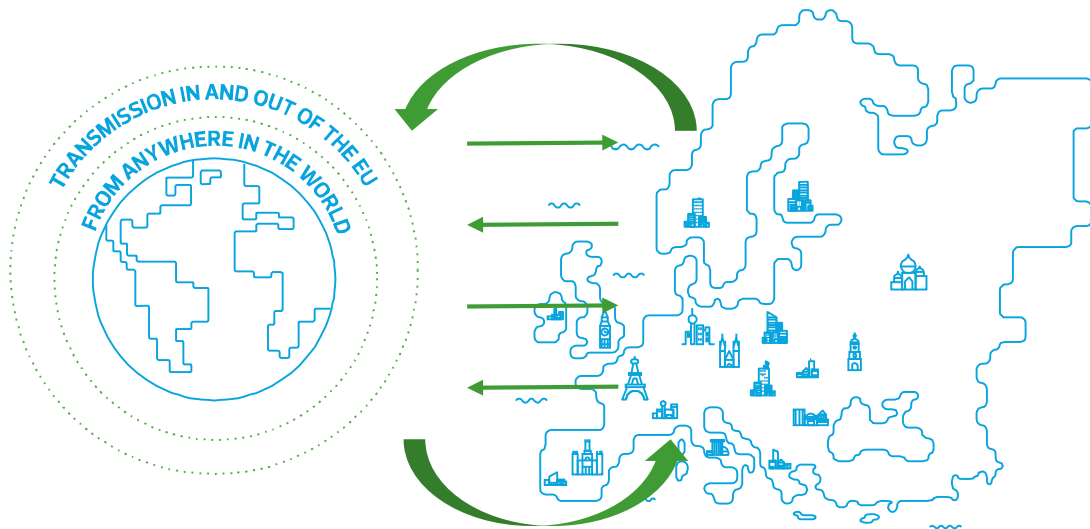 TRANSMISSION IN AND OUT OF THE EU
FROM ANYWHERE IN THE WORLD